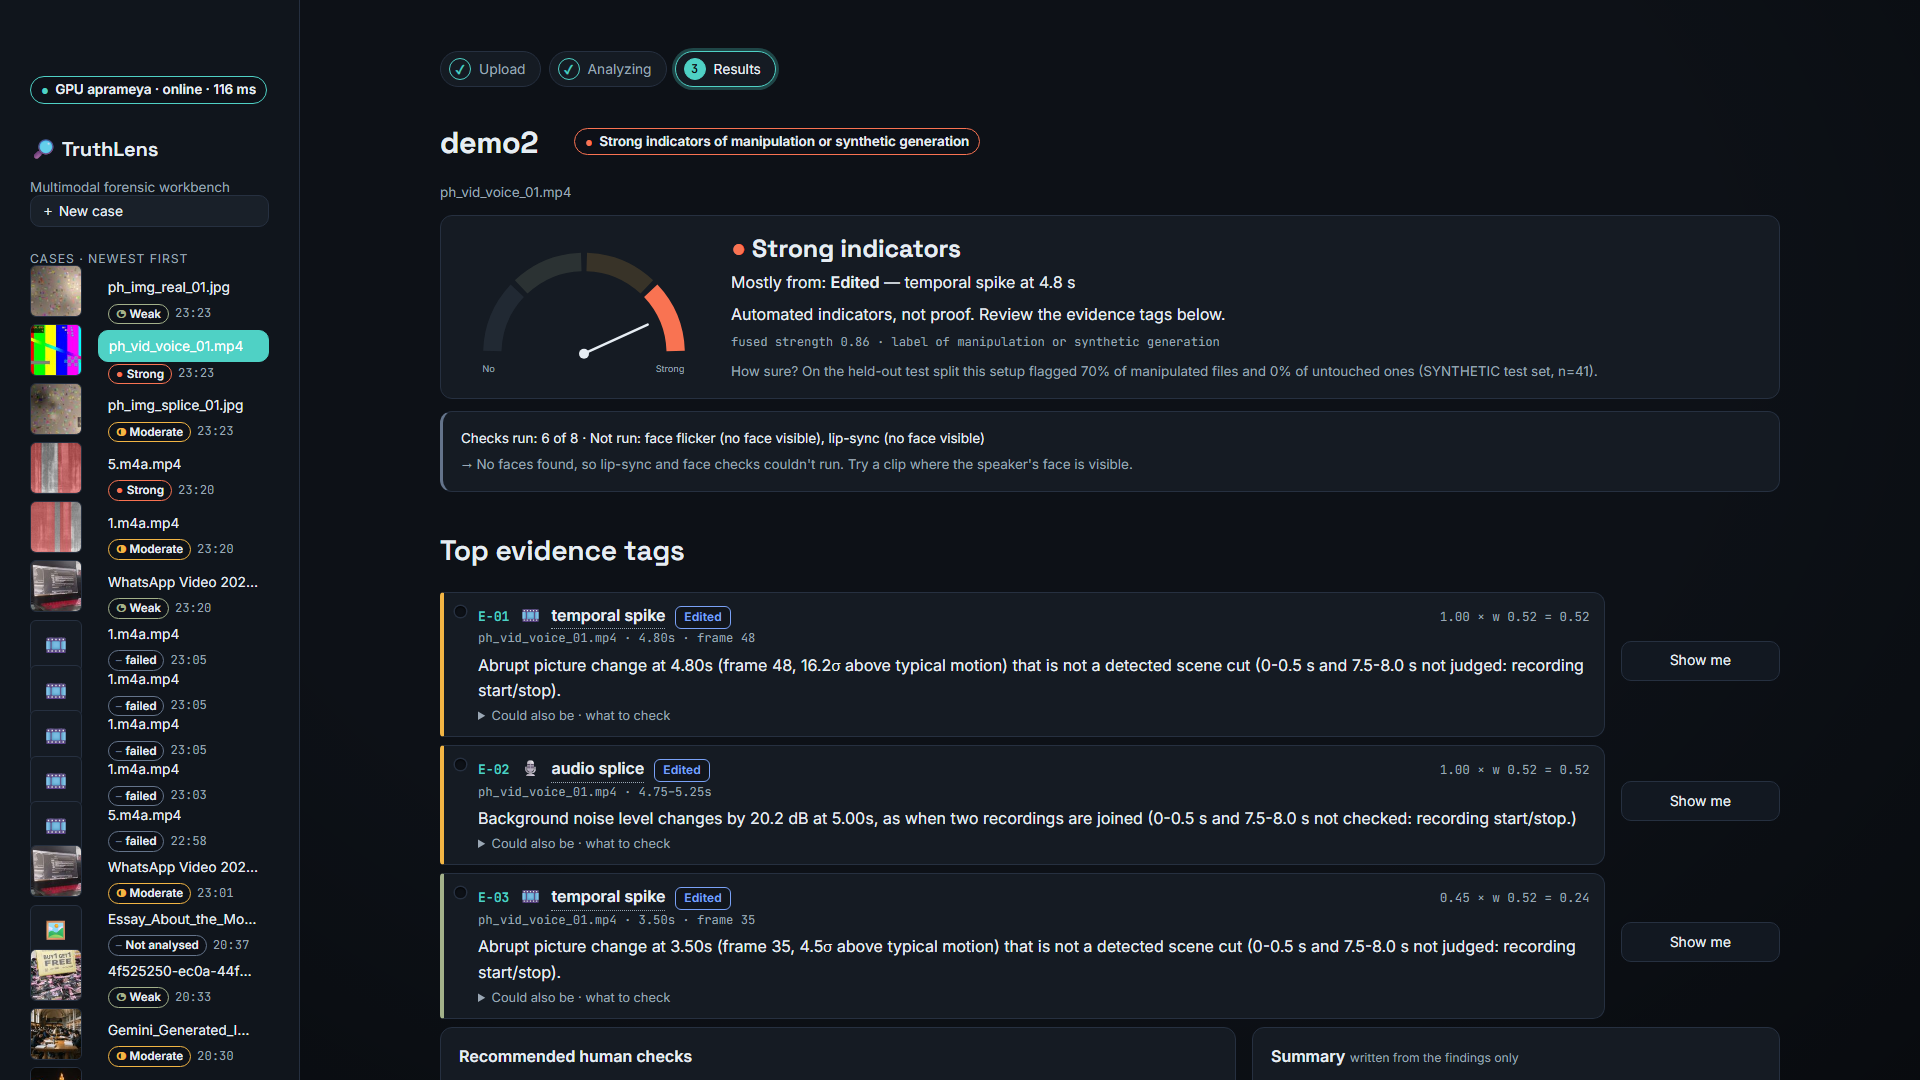 GPU aprameya · online · 116 ms
TruthLens
Multimodal forensic workbench
+ New case
CASES · NEWEST FIRST
ph_img_real_01.jpg
Weak 23:23
ph_vid_voice_01.mp4
Strong 23:23
ph_img_splice_01.jpg
Moderate 23:23
5.m4a.mp4
Strong 23:20
1.m4a.mp4
Moderate 23:20
WhatsApp Video 202...
Weak 23:20
1.m4a.mp4
– failed 23:05
1.m4a.mp4
– failed 23:05
1.m4a.mp4
– failed 23:05
1.m4a.mp4
– failed 23:03
5.m4a.mp4
– failed 22:58
WhatsApp Video 202...
Moderate 23:01
Essay_About_the_Mo...
– Not analysed 20:37
BUY 1 GET 1
FREE
4f525250-ec0a-44f...
Weak 20:33
Gemini_Generated_I...
Moderate 20:30
Upload
Analyzing
3 Results
demo2
Strong indicators of manipulation or synthetic generation
ph_vid_voice_01.mp4
No
Strong
Strong indicators
Mostly from: Edited — temporal spike at 4.8 s
Automated indicators, not proof. Review the evidence tags below.
fused strength 0.86 · label of manipulation or synthetic generation
How sure? On the held-out test split this setup flagged 70% of manipulated files and 0% of untouched ones (SYNTHETIC test set, n=41).
Checks run: 6 of 8 · Not run: face flicker (no face visible), lip-sync (no face visible)
→ No faces found, so lip-sync and face checks couldn't run. Try a clip where the speaker's face is visible.
Top evidence tags
E-01 temporal spike Edited 1.00 × w 0.52 = 0.52
ph_vid_voice_01.mp4 · 4.80s · frame 48
Abrupt picture change at 4.80s (frame 48, 16.2σ above typical motion) that is not a detected scene cut (0-0.5 s and 7.5-8.0 s not judged: recording
start/stop).
▶ Could also be · what to check
Show me
E-02 audio splice Edited 1.00 × w 0.52 = 0.52
ph_vid_voice_01.mp4 · 4.75–5.25s
Background noise level changes by 20.2 dB at 5.00s, as when two recordings are joined (0-0.5 s and 7.5-8.0 s not checked: recording start/stop.)
▶ Could also be · what to check
Show me
E-03 temporal spike Edited 0.45 × w 0.52 = 0.24
ph_vid_voice_01.mp4 · 3.50s · frame 35
Abrupt picture change at 3.50s (frame 35, 4.5σ above typical motion) that is not a detected scene cut (0-0.5 s and 7.5-8.0 s not judged: recording
start/stop).
▶ Could also be · what to check
Show me
Recommended human checks
Summary written from the findings only